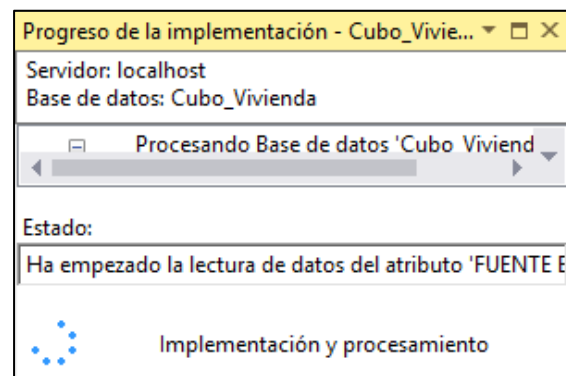 Progreso de la implementación - Cubo_Vivie...
Servidor: localhost
Base de datos: Cubo_Vivienda
Procesando Base de datos 'Cubo_Viviend
Estado:
Ha empezado la lectura de datos del atributo 'FUENTE E
Implementación y procesamiento